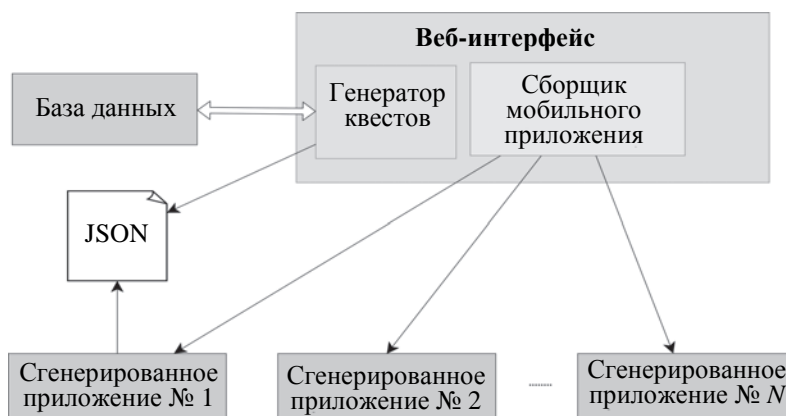 Веб-интерфейс
База данных
Генератор
квестов
Сборщик
мобильного
приложения
JSON
Сгенерированное
приложение № 1
Сгенерированное
приложение № 2
Сгенерированное
приложение № N